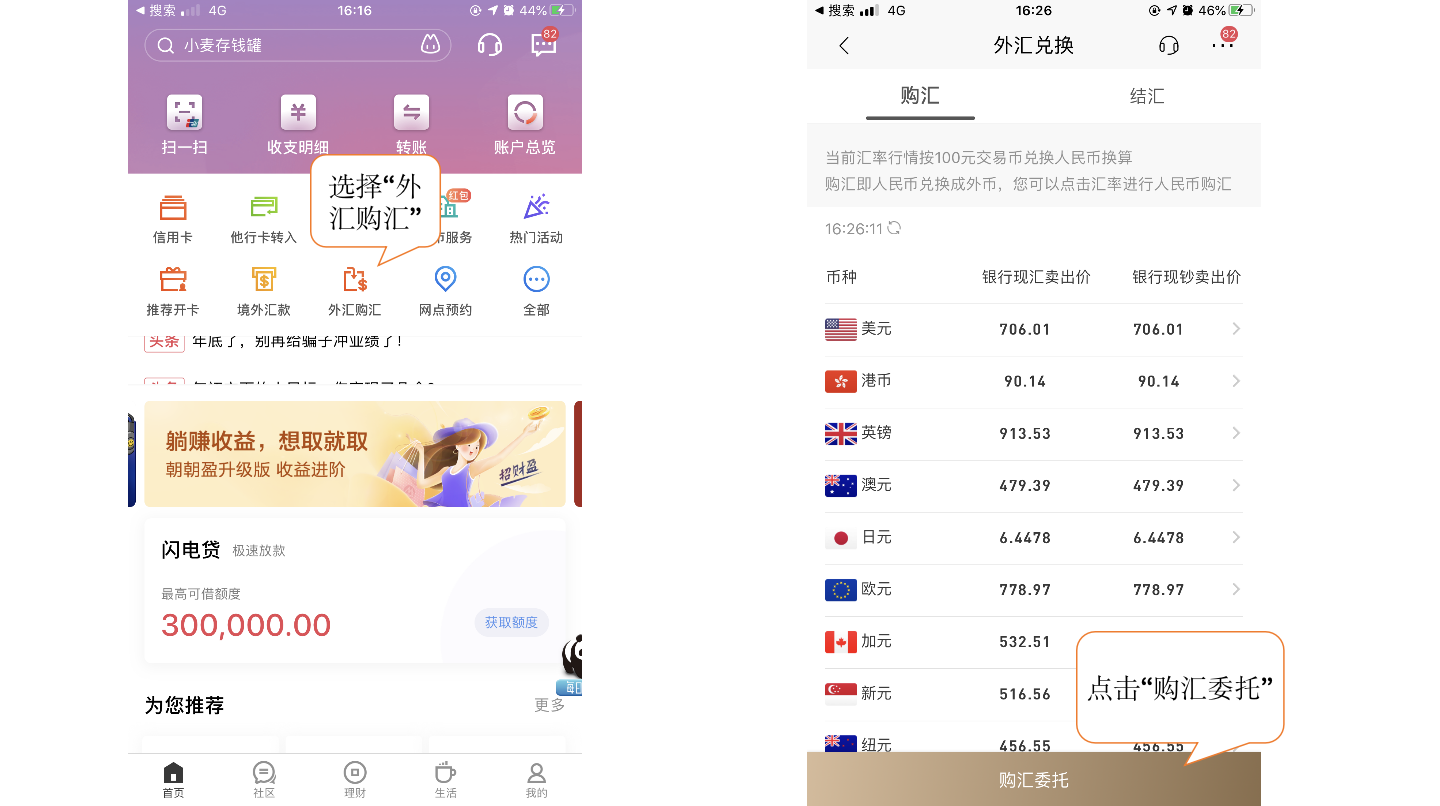 搜索 4G 16:16 44%
小麦存钱罐
82
扫一扫 收支明细 转账 账户总览
选择“外
汇购汇”
红包
信用卡 他行卡转入 市服务 热门活动
推荐开卡 境外汇款 外汇购汇 网点预约 全部
头条 年底了，别再给骗子冲业绩了！
躺赚收益，想取就取
朝朝盈升级版 收益进阶
招财盈
闪电贷 极速放款
最高可借额度
300,000.00
获取额度
每日
为您推荐 更多
首页 社区 理财 生活 我的
搜索 4G 16:26 46%
外汇兑换
82
购汇 结汇
当前汇率行情按100元交易币兑换人民币换算
购汇即人民币兑换成外币，您可以点击汇率进行人民币购汇
16:26:11
币种 银行现汇卖出价 银行现钞卖出价
美元 706.01 706.01
港币 90.14 90.14
英镑 913.53 913.53
澳元 479.39 479.39
日元 6.4478 6.4478
欧元 778.97 778.97
加元 532.51
新元 516.56
纽元 456.55 456.55
点击“购汇委托”
购汇委托